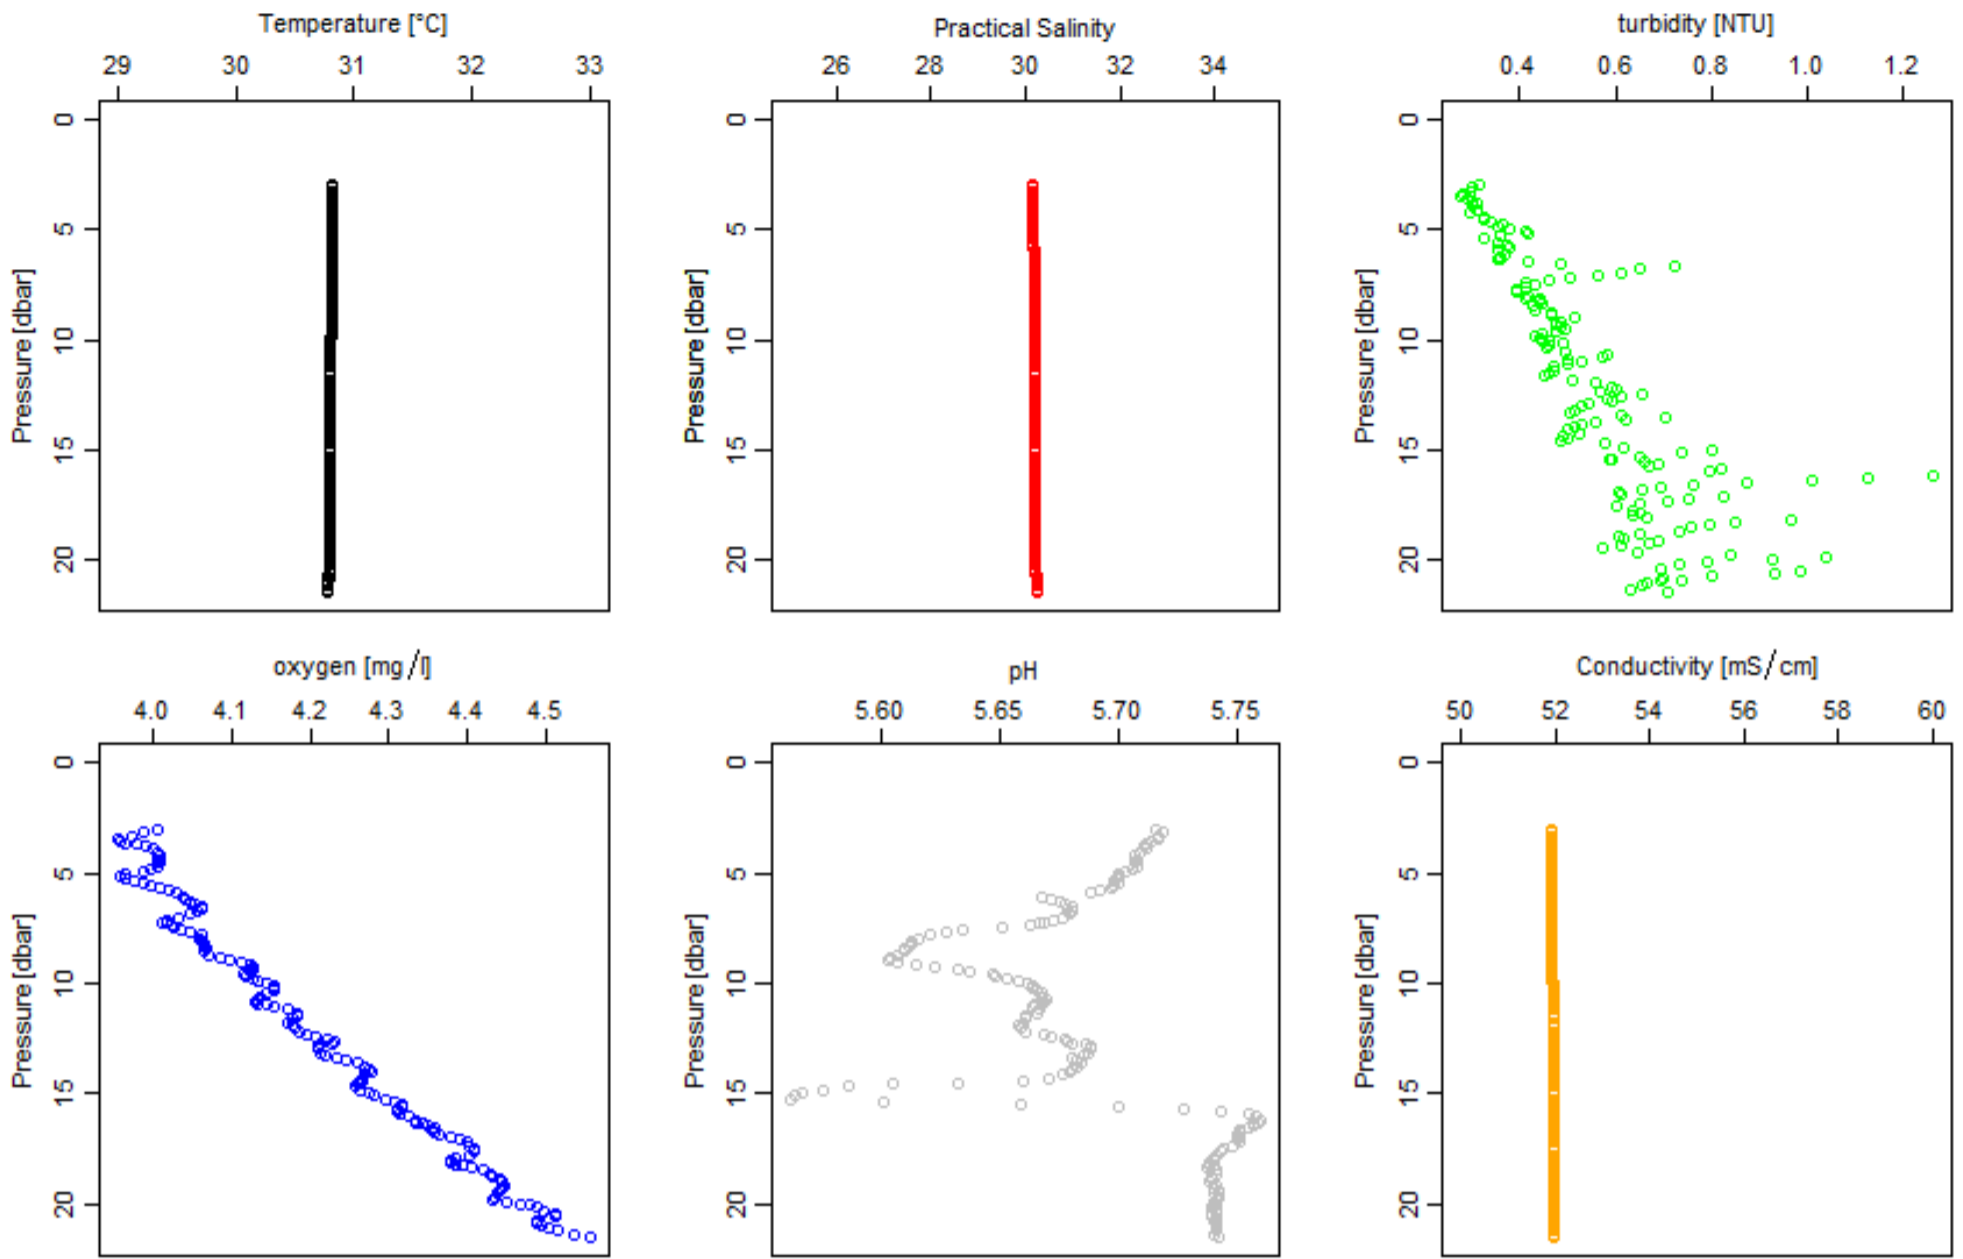 Temperature [°C]
29 30 31 32 33
Pressure [dbar]
0
5
10
15
20
Practical Salinity
26 28 30 32 34
Pressure [dbar]
0
5
10
15
20
turbidity [NTU]
0.4 0.6 0.8 1.0 1.2
Pressure [dbar]
0
5
10
15
20
oxygen [mg/l]
4.0 4.1 4.2 4.3 4.4 4.5
Pressure [dbar]
0
5
10
15
20
pH
5.60 5.65 5.70 5.75
Pressure [dbar]
0
5
10
15
20
Conductivity [mS/cm]
50 52 54 56 58 60
Pressure [dbar]
0
5
10
15
20